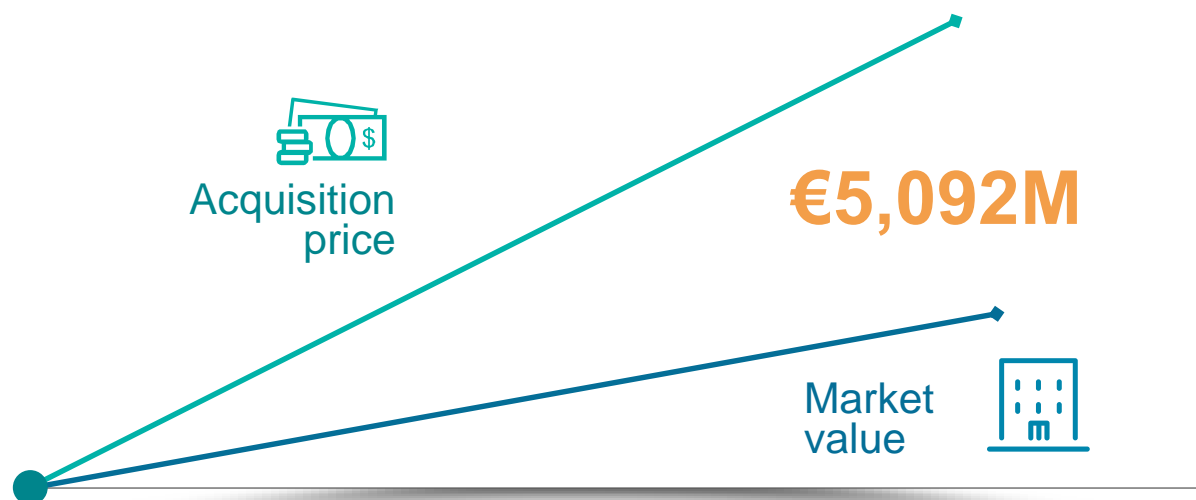 $
Acquisition
price
€5,092M
Market
value